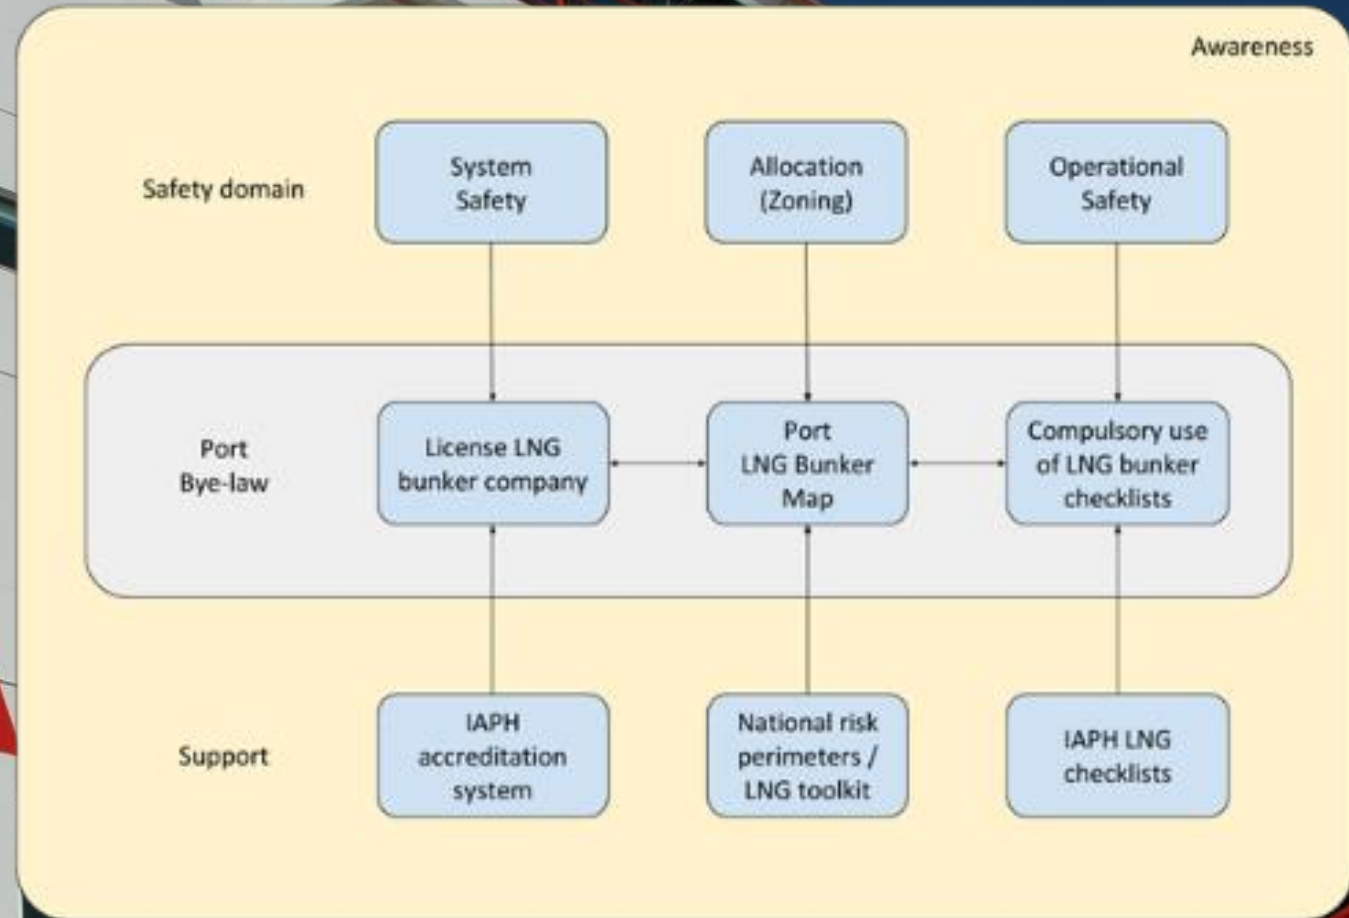 Awareness
Safety domain
System
Safety
Allocation
(Zoning)
Operational
Safety
Port
Bye-law
License LNG
bunker company
Port
LNG Bunker
Map
Compulsory use
of LNG bunker
checklists
Support
IAPH
accreditation
system
National risk
perimeters /
LNG toolkit
IAPH LNG
checklists